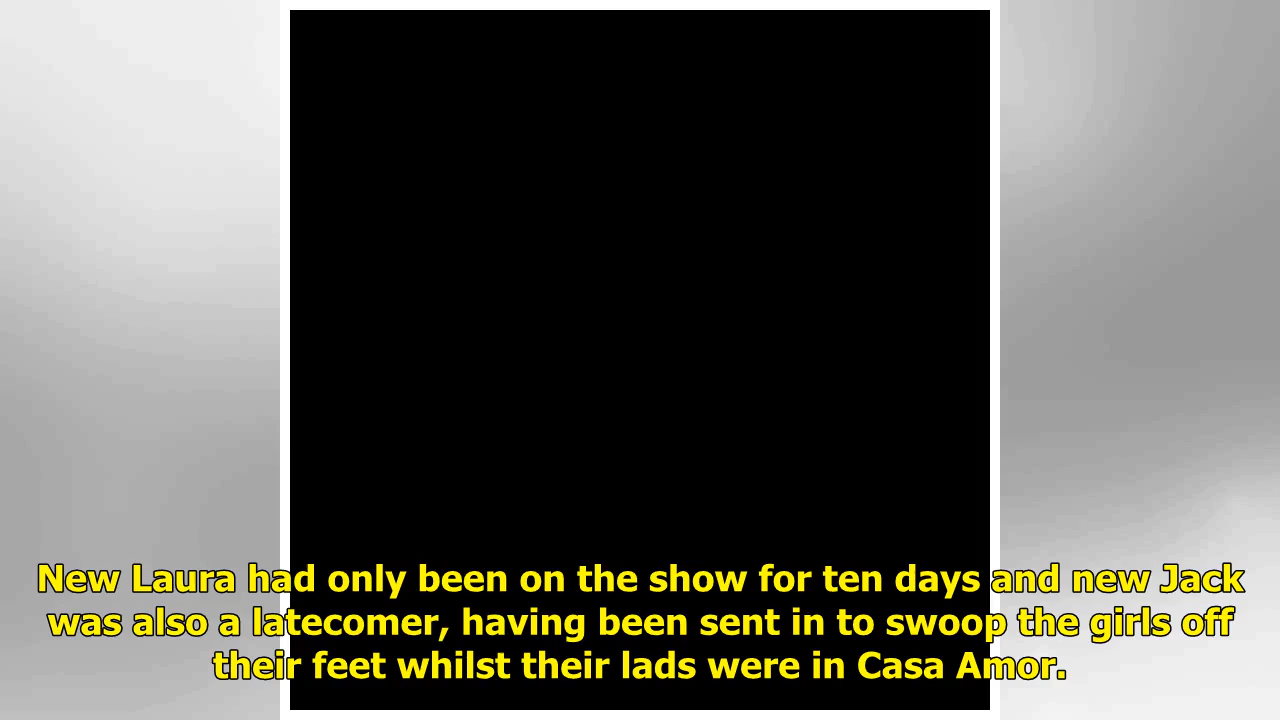 New Laura had only been on the show for ten days and new Jack
was also a latecomer, having been sent in to swoop the girls off
their feet whilst their lads were in Casa Amor.